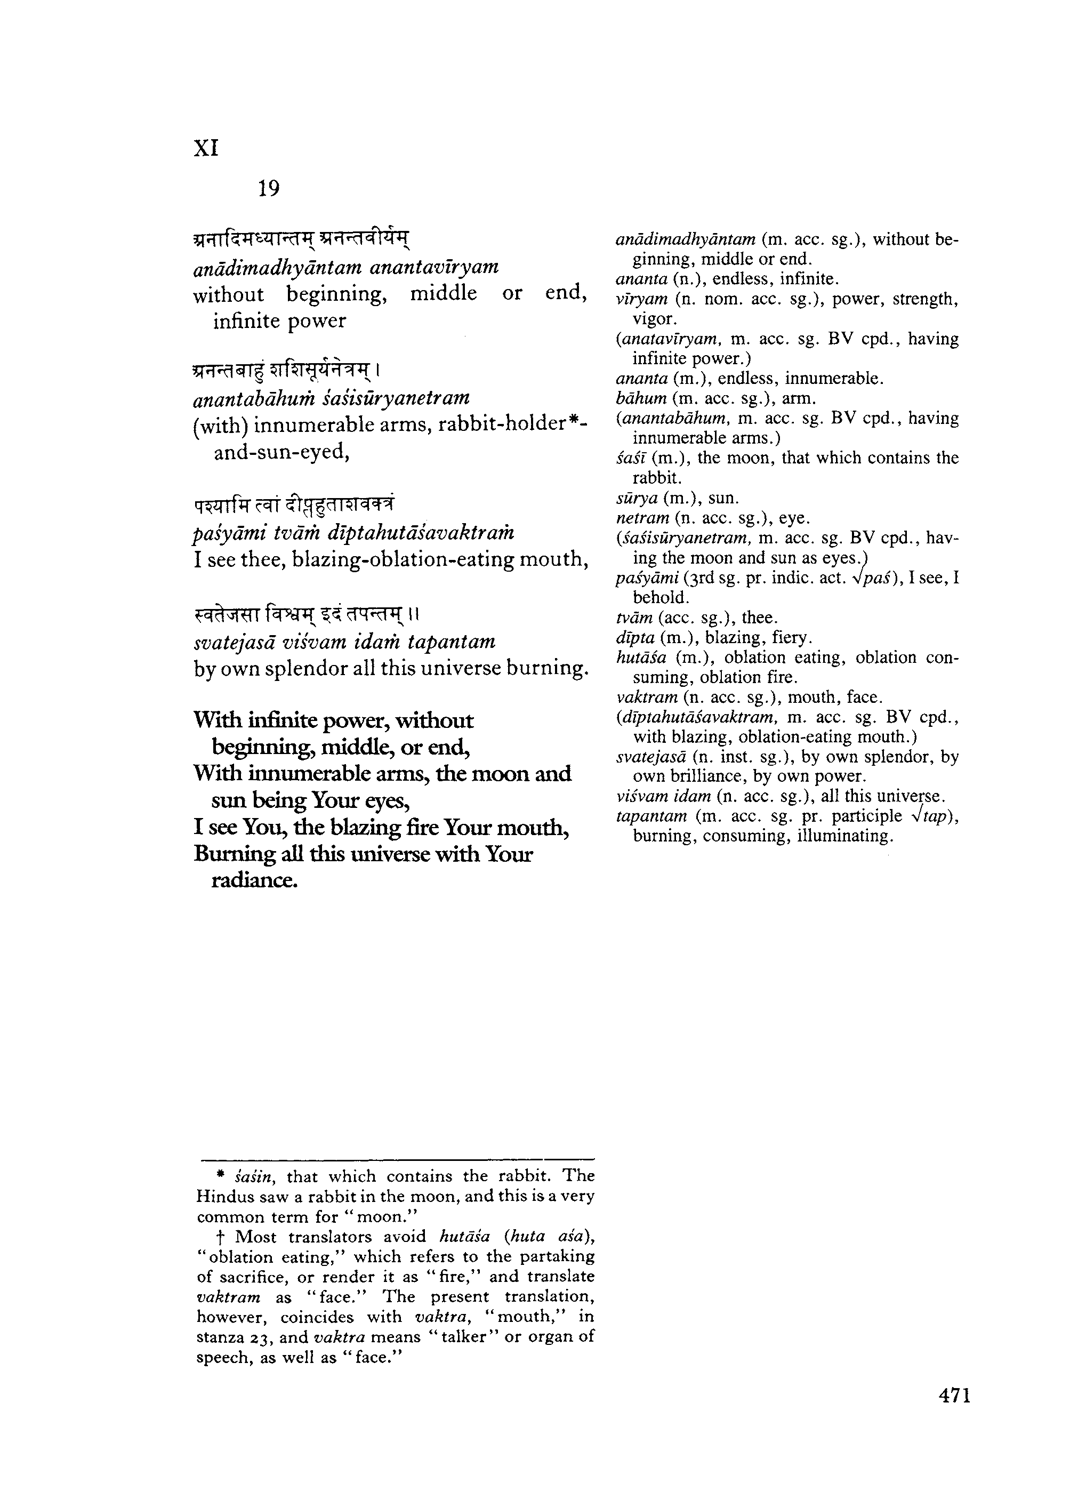 XI
19
अनादिमध्यान्तम् अनन्तवीर्यम्
anādimadhyāntam anantavīryam
without beginning, middle or end,
infinite power
अनन्तबाहुं शशिसूर्यनेत्रम् ।
anantabāhuṁ śaśisūryanetram
(with) innumerable arms, rabbit-holder*-
and-sun-eyed,
पश्यामि त्वां दीप्तहुताशवक्त्रं
paśyāmi tvāṁ dīptahutāśavaktraṁ
I see thee, blazing-oblation-eating mouth,
स्वतेजसा विश्वम् इदं तपन्तम् ॥
svatejasā viśvam idaṁ tapantam
by own splendor all this universe burning.
With infinite power, without
beginning, middle, or end,
With innumerable arms, the moon and
sun being Your eyes,
I see You, the blazing fire Your mouth,
Burning all this universe with Your
radiance.
anādimadhyāntam (m. acc. sg.), without be-
ginning, middle or end.
ananta (n.), endless, infinite.
vīryam (n. nom. acc. sg.), power, strength,
vigor.
(anatavīryam, m. acc. sg. BV cpd., having
infinite power.)
ananta (m.), endless, innumerable.
bāhum (m. acc. sg.), arm.
(anantabāhum, m. acc. sg. BV cpd., having
innumerable arms.)
śaśī (m.), the moon, that which contains the
rabbit.
sūrya (m.), sun.
netram (n. acc. sg.), eye.
(śaśisūryanetram, m. acc. sg. BV cpd., hav-
ing the moon and sun as eyes.)
paśyāmi (3rd sg. pr. indic. act. √paś), I see, I
behold.
tvām (acc. sg.), thee.
dīpta (m.), blazing, fiery.
hutāśa (m.), oblation eating, oblation con-
suming, oblation fire.
vaktram (n. acc. sg.), mouth, face.
(dīptahutāśavaktram, m. acc. sg. BV cpd.,
with blazing, oblation-eating mouth.)
svatejasā (n. inst. sg.), by own splendor, by
own brilliance, by own power.
viśvam idam (n. acc. sg.), all this universe.
tapantam (m. acc. sg. pr. participle √tap),
burning, consuming, illuminating.
* śaśin, that which contains the rabbit. The
Hindus saw a rabbit in the moon, and this is a very
common term for "moon."
† Most translators avoid hutāśa (huta aśa),
"oblation eating," which refers to the partaking
of sacrifice, or render it as "fire," and translate
vaktram as "face." The present translation,
however, coincides with vaktra, "mouth," in
stanza 23, and vaktra means "talker" or organ of
speech, as well as "face."
471